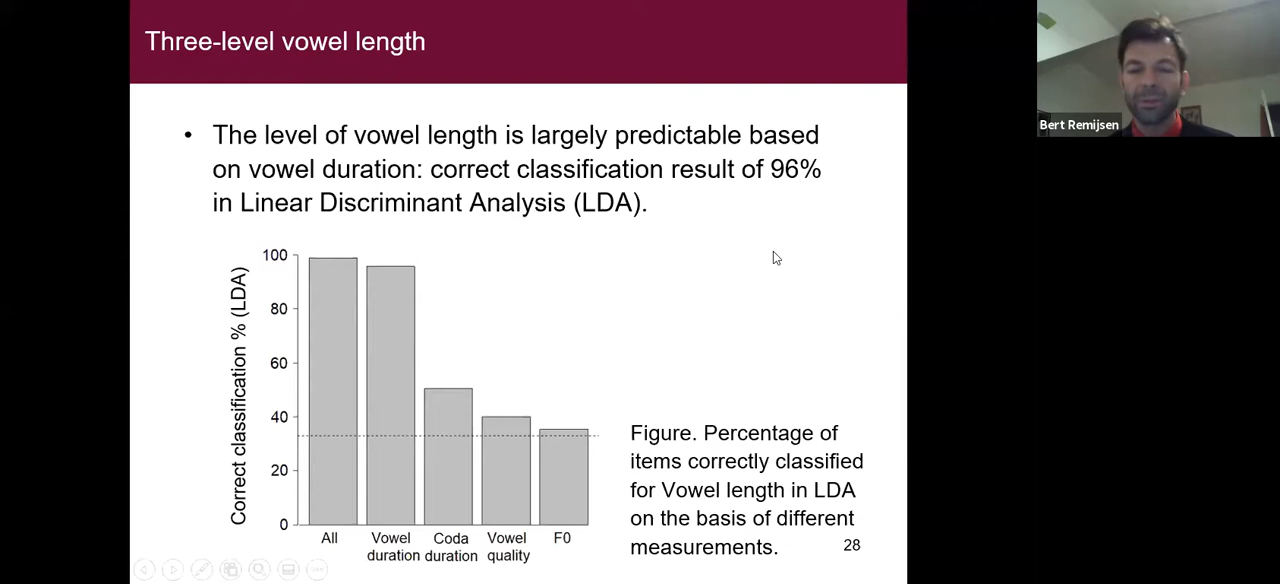 Three-level vowel length
Bert Remijsen
• The level of vowel length is largely predictable based
on vowel duration: correct classification result of 96%
in Linear Discriminant Analysis (LDA).
Correct classification % (LDA)
100
80
60
40
20
0
All
Vowel
duration
Coda
duration
Vowel
quality
F0
Figure. Percentage of
items correctly classified
for Vowel length in LDA
on the basis of different
measurements.
28